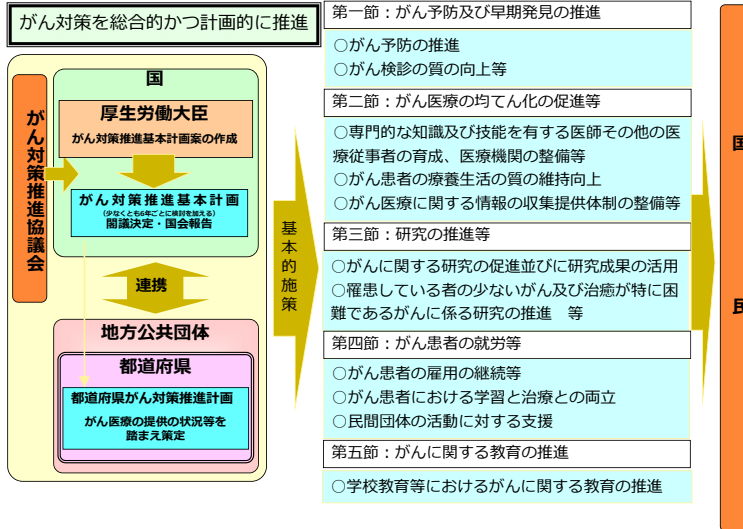 がん対策を総合的かつ計画的に推進
がん対策推進協議会
国
厚生労働大臣
がん対策推進基本計画案の作成
がん対策推進基本計画
(少なくとも6年ごとに検討を加える)
閣議決定・国会報告
連携
地方公共団体
都道府県
都道府県がん対策推進計画
がん医療の提供の状況等を
踏まえ策定
基本的施策
第一節：がん予防及び早期発見の推進
○がん予防の推進
○がん検診の質の向上等
第二節：がん医療の均てん化の促進等
○専門的な知識及び技能を有する医師その他の医
療従事者の育成、医療機関の整備等
○がん患者の療養生活の質の維持向上
○がん医療に関する情報の収集提供体制の整備等
第三節：研究の推進等
○がんに関する研究の促進並びに研究成果の活用
○罹患している者の少ないがん及び治癒が特に困
難であるがんに係る研究の推進　等
第四節：がん患者の就労等
○がん患者の雇用の継続等
○がん患者における学習と治療との両立
○民間団体の活動に対する支援
第五節：がんに関する教育の推進
○学校教育等におけるがんに関する教育の推進
国
民